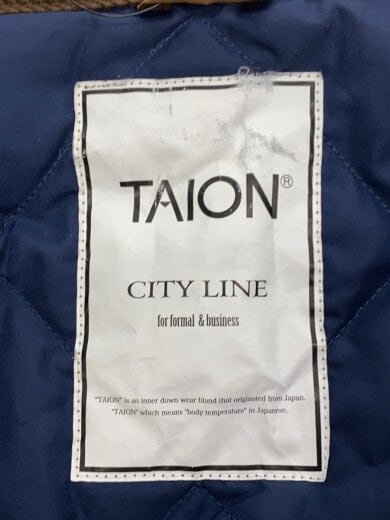 TAION®
CITY LINE
for formal & business
"TAION" is an inner down wear bland that originated from Japan.
"TAION" which means "body temperature" in Japanese.